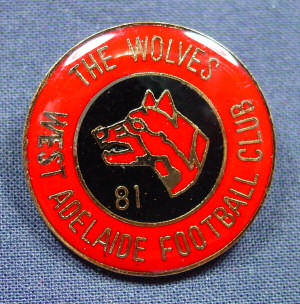 THE WOLVES
WEST ADELAIDE FOOTBALL CLUB
81